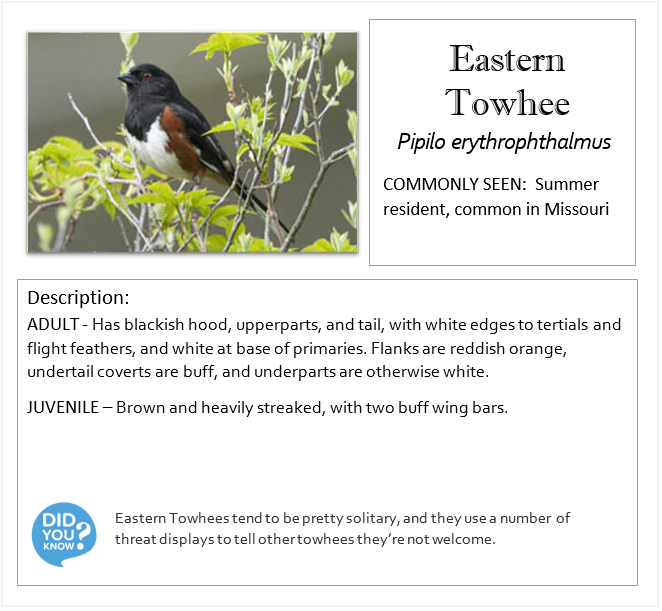 Eastern
Towhee
Pipilo erythrophthalmus
COMMONLY SEEN: Summer
resident, common in Missouri
Description:
ADULT - Has blackish hood, upperparts, and tail, with white edges to tertials and
flight feathers, and white at base of primaries. Flanks are reddish orange,
undertail coverts are buff, and underparts are otherwise white.
JUVENILE – Brown and heavily streaked, with two buff wing bars.
DID
YOU
KNOW?
Eastern Towhees tend to be pretty solitary, and they use a number of
threat displays to tell other towhees they're not welcome.